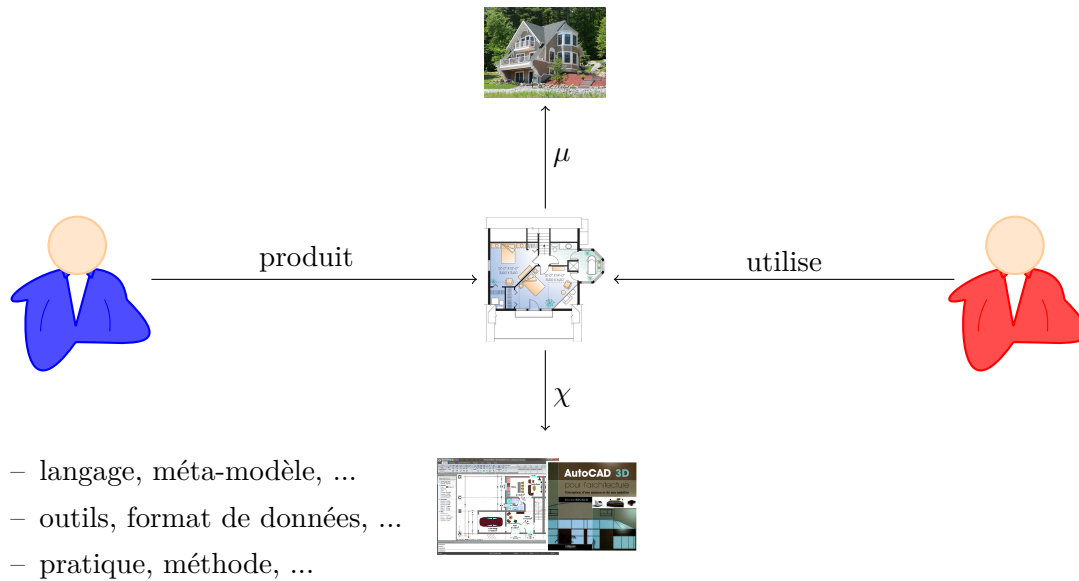 μ
produit
utilise
χ
– langage, méta-modèle, ...
– outils, format de données, ...
– pratique, méthode, ...
AutoCAD 3D
pour l'architecture